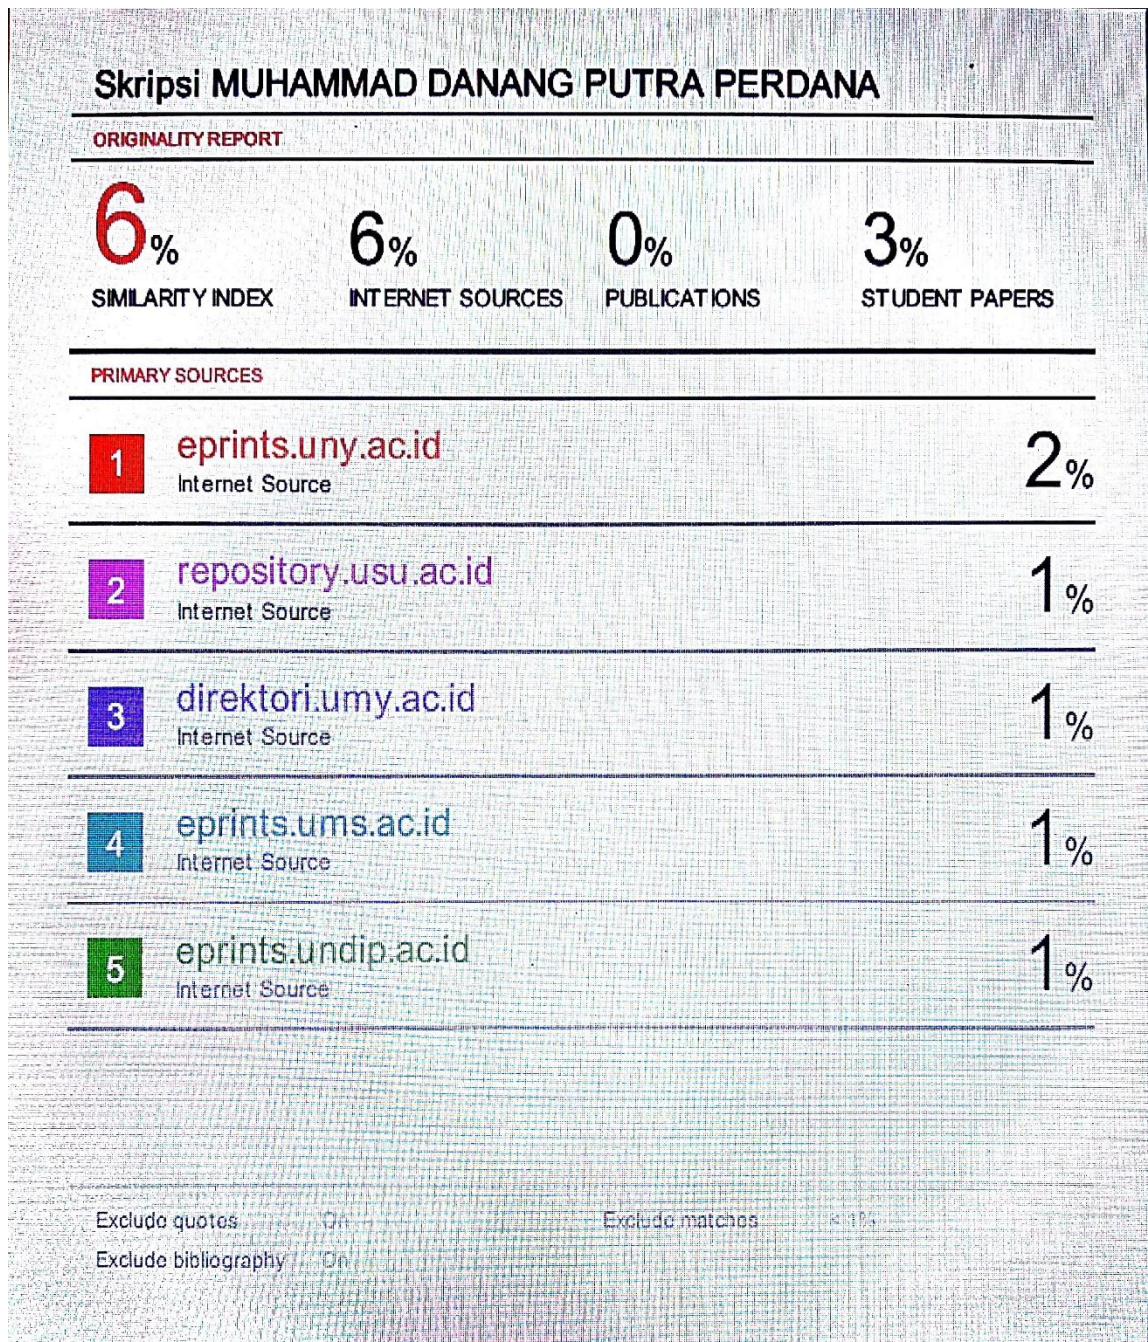 Skripsi MUHAMMAD DANANG PUTRA PERDANA
ORIGINALITY REPORT
6% 6% 0% 3%
SIMILARITY INDEX INTERNET SOURCES PUBLICATIONS STUDENT PAPERS
PRIMARY SOURCES
1 eprints.uny.ac.id 2%
Internet Source
2 repository.usu.ac.id 1%
Internet Source
3 direktori.umy.ac.id 1%
Internet Source
4 eprints.ums.ac.id 1%
Internet Source
5 eprints.undip.ac.id 1%
Internet Source
Exclude quotes On Exclude matches < 1%
Exclude bibliography On